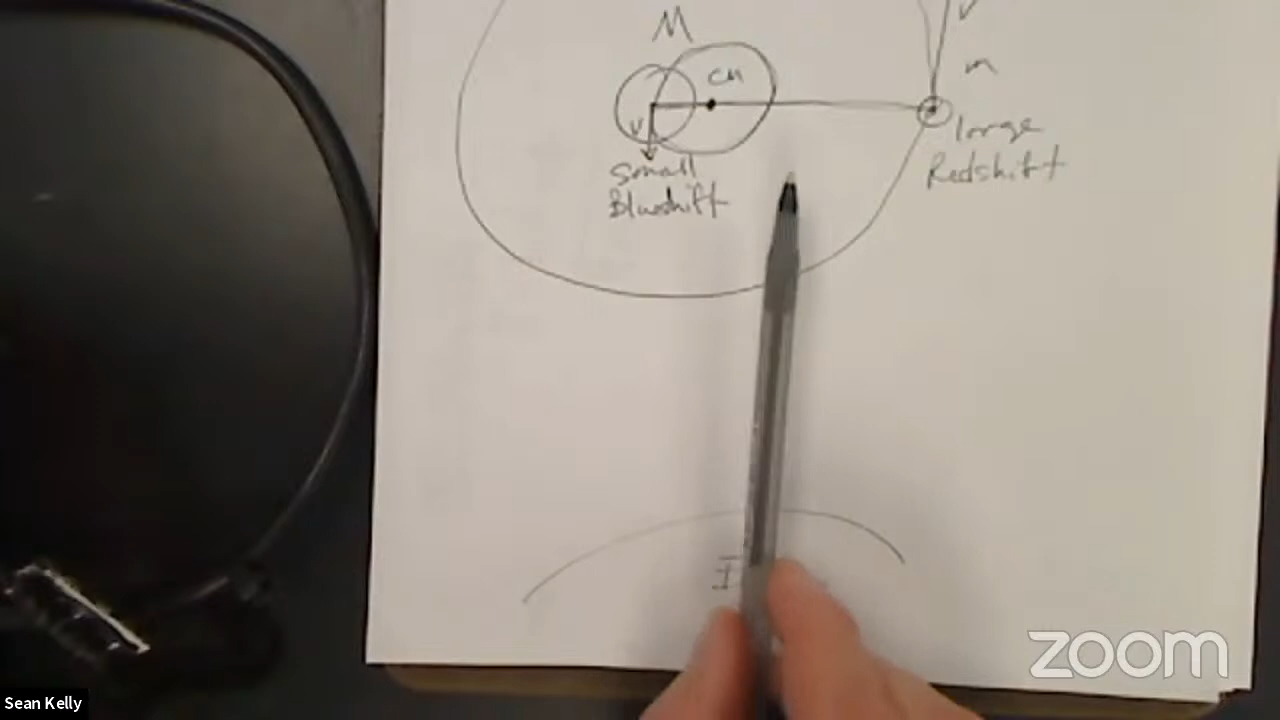 M
CM
V
m
V
large
Redshift
small
Blueshift
I
zoom
Sean Kelly